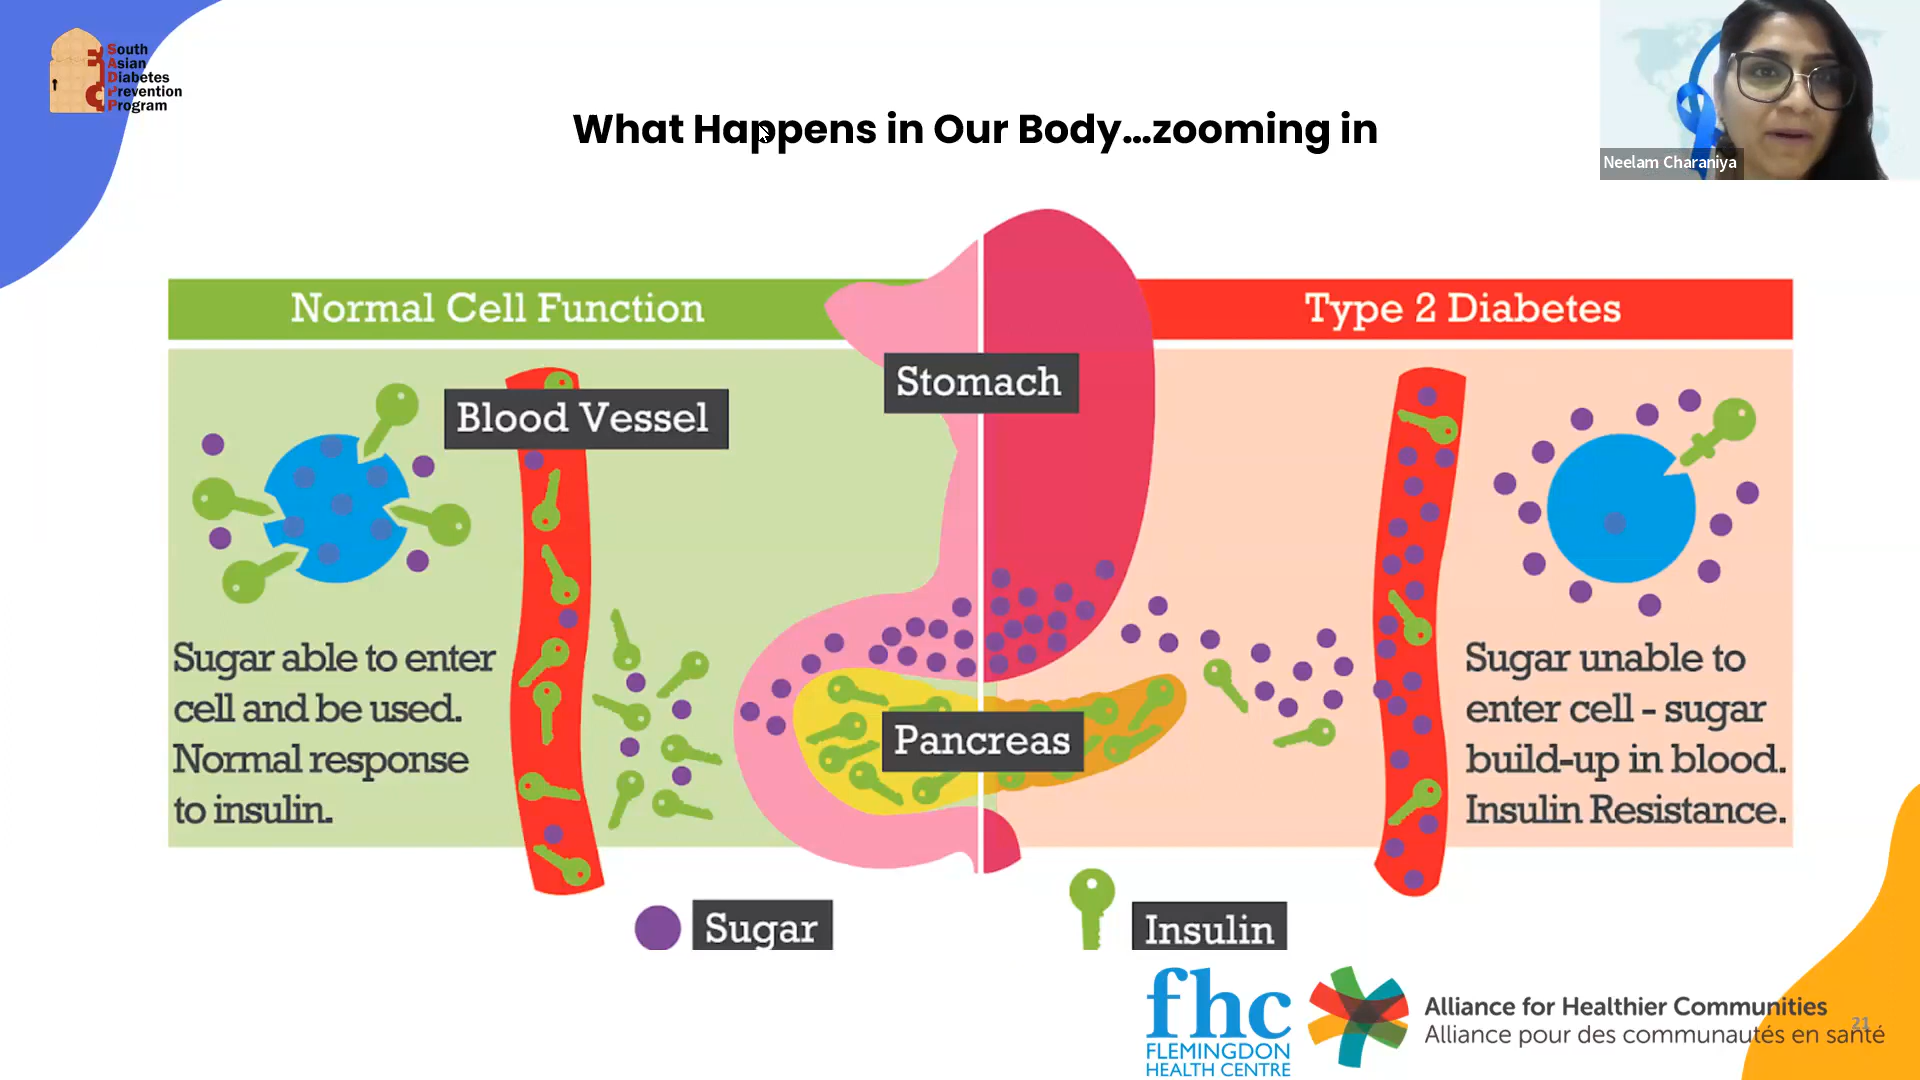 South
Asian
Diabetes
Prevention
Program
What Happens in Our Body...zooming in
Neelam Charaniya
Normal Cell Function
Type 2 Diabetes
Stomach
Blood Vessel
Sugar able to enter
cell and be used.
Normal response
to insulin.
Sugar unable to
enter cell - sugar
build-up in blood.
Insulin Resistance.
Pancreas
Sugar
Insulin
fhc
FLEMINGDON
HEALTH CENTRE
Alliance for Healthier Communities
Alliance pour des communautés en santé
21